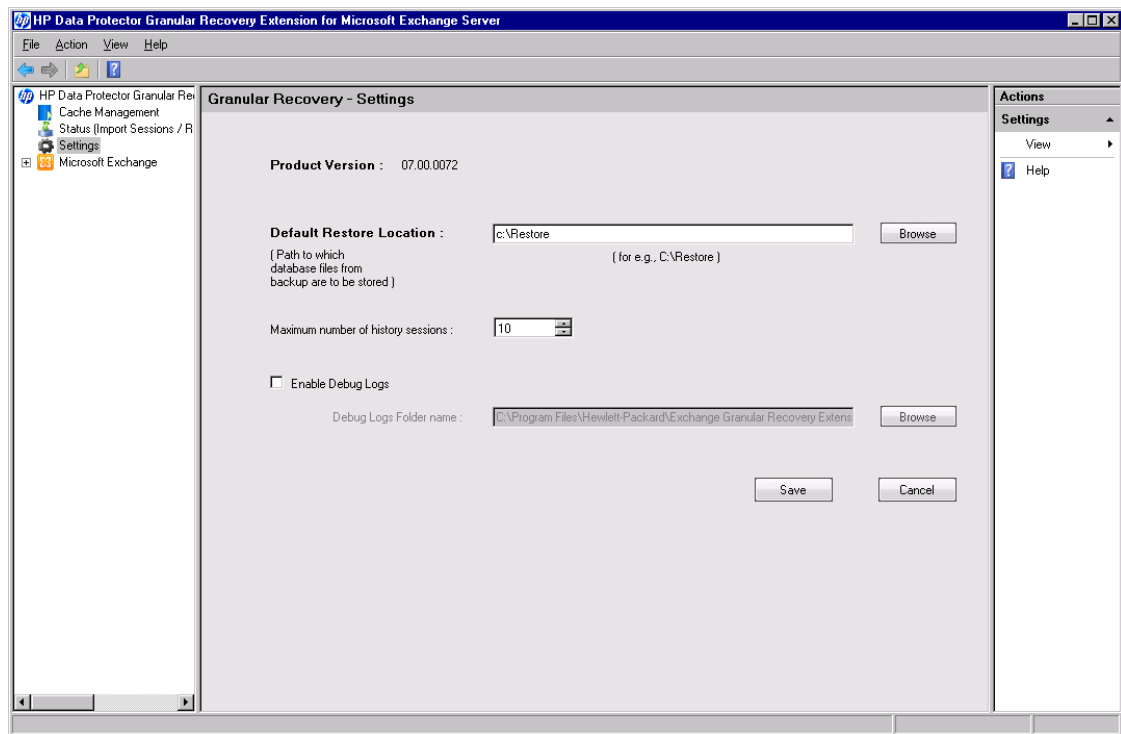 HP Data Protector Granular Recovery Extension for Microsoft Exchange Server
File Action View Help
HP Data Protector Granular Re
Cache Management
Status (Import Sessions / R
Settings
Microsoft Exchange
Granular Recovery - Settings
Product Version : 07.00.0072
Default Restore Location : c:\Restore Browse
( Path to which
database files from
backup are to be stored )
( for e.g., C:\Restore )
Maximum number of history sessions : 10
Enable Debug Logs
Debug Logs Folder name : C:\Program Files\Hewlett-Packard\Exchange Granular Recovery Extens Browse
Save Cancel
Actions
Settings
View
Help